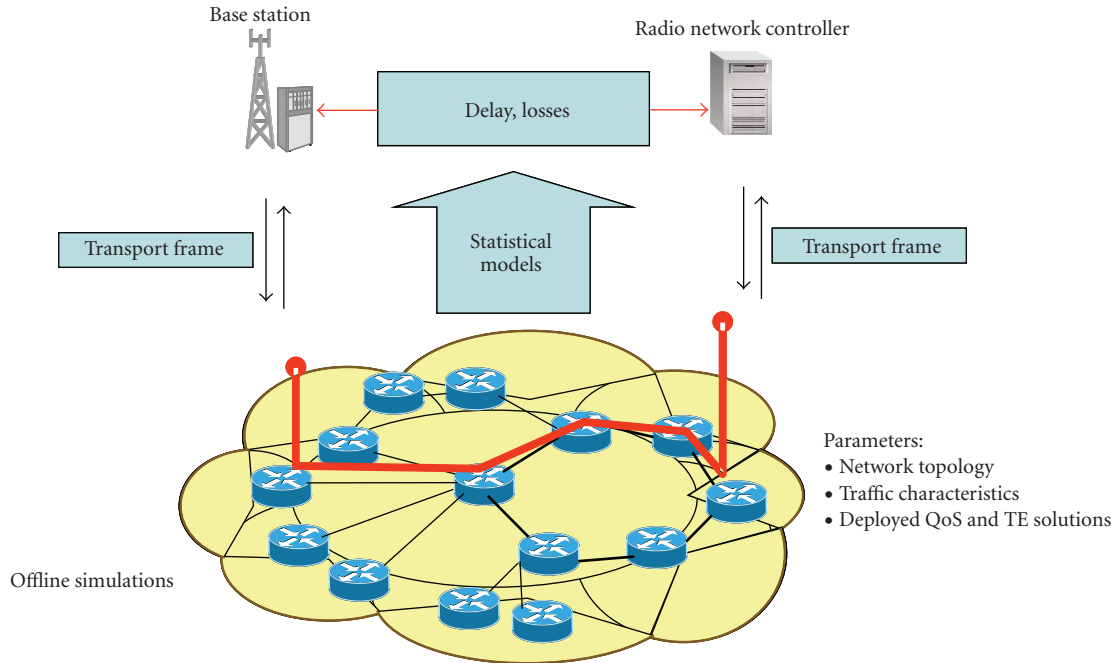 Base station
Radio network controller
Delay, losses
Transport frame
Statistical
models
Transport frame
Parameters:
• Network topology
• Traffic characteristics
• Deployed QoS and TE solutions
Offline simulations